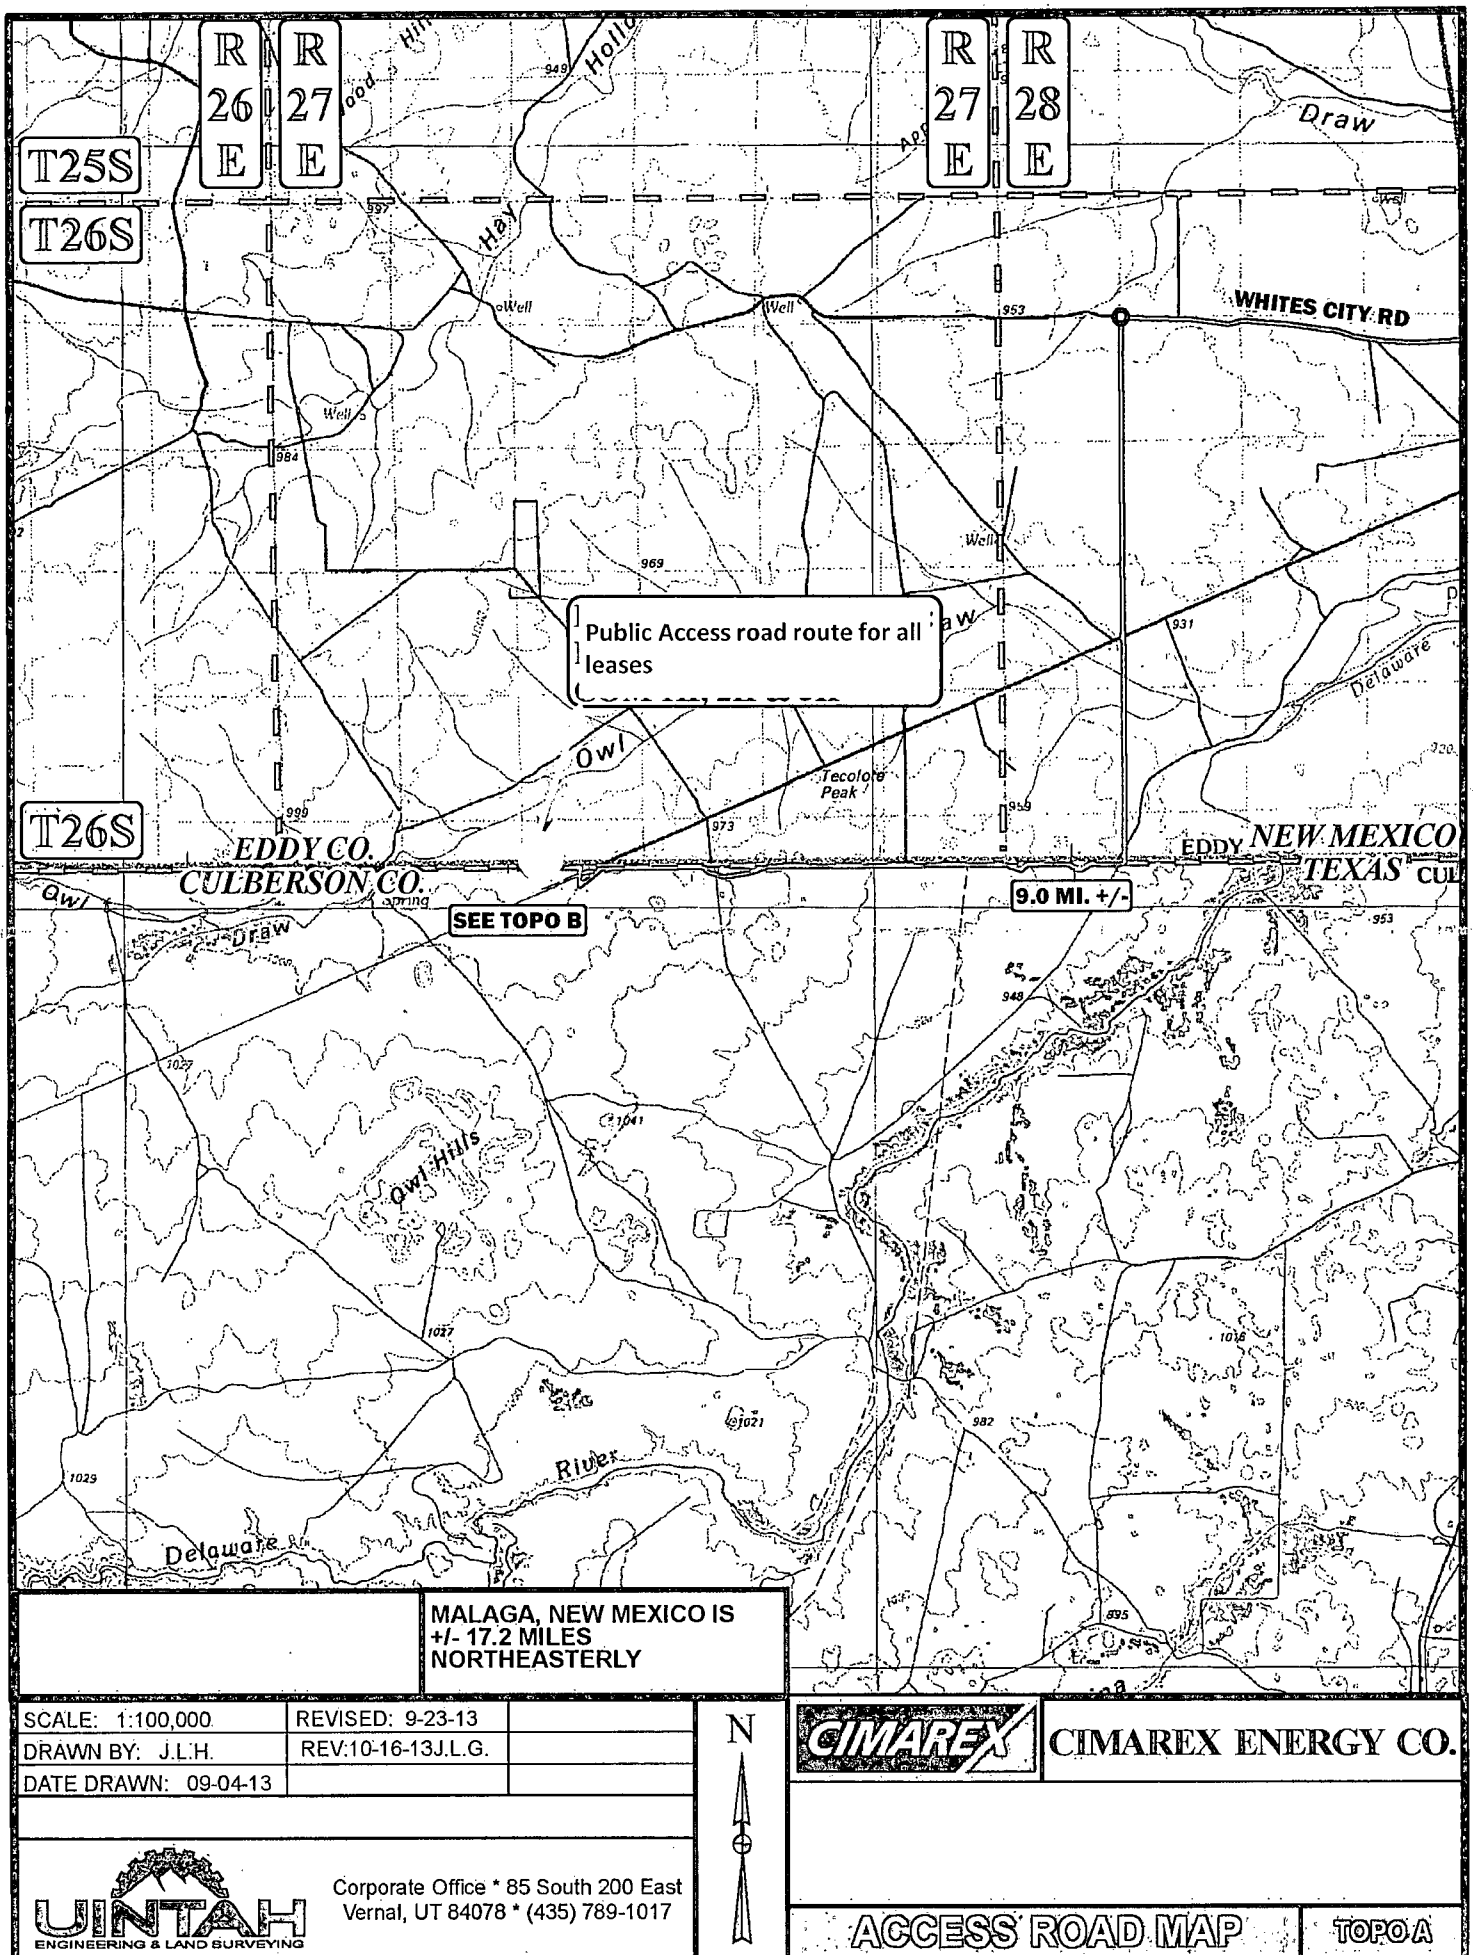 R
26
E
R
27
E
R
27
E
R
28
E
T25S
T26S
949
Draw
997
Hay
Well
Well
Well
953
WHITES CITY RD
Well
984
969
Well
Public Access road route for all
leases
931
Delaware
Owl
Tecolote
Peak
973
959
999
T26S
EDDY CO.
CULBERSON CO.
EDDY NEW MEXICO
TEXAS CUL
9.0 MI. +/-
SEE TOPO B
Owl
Draw
Spring
953
948
1027
1041
Owl Hills
1027
1016
1021
982
1029
River
Delaware
895
MALAGA, NEW MEXICO IS
+/- 17.2 MILES
NORTHEASTERLY
SCALE: 1:100,000
REVISED: 9-23-13
DRAWN BY: J.L.H.
REV:10-16-13J.L.G.
DATE DRAWN: 09-04-13
N
CIMAREX
CIMAREX ENERGY CO.
UINTAH
ENGINEERING & LAND SURVEYING
Corporate Office * 85 South 200 East
Vernal, UT 84078 * (435) 789-1017
ACCESS ROAD MAP
TOPO A